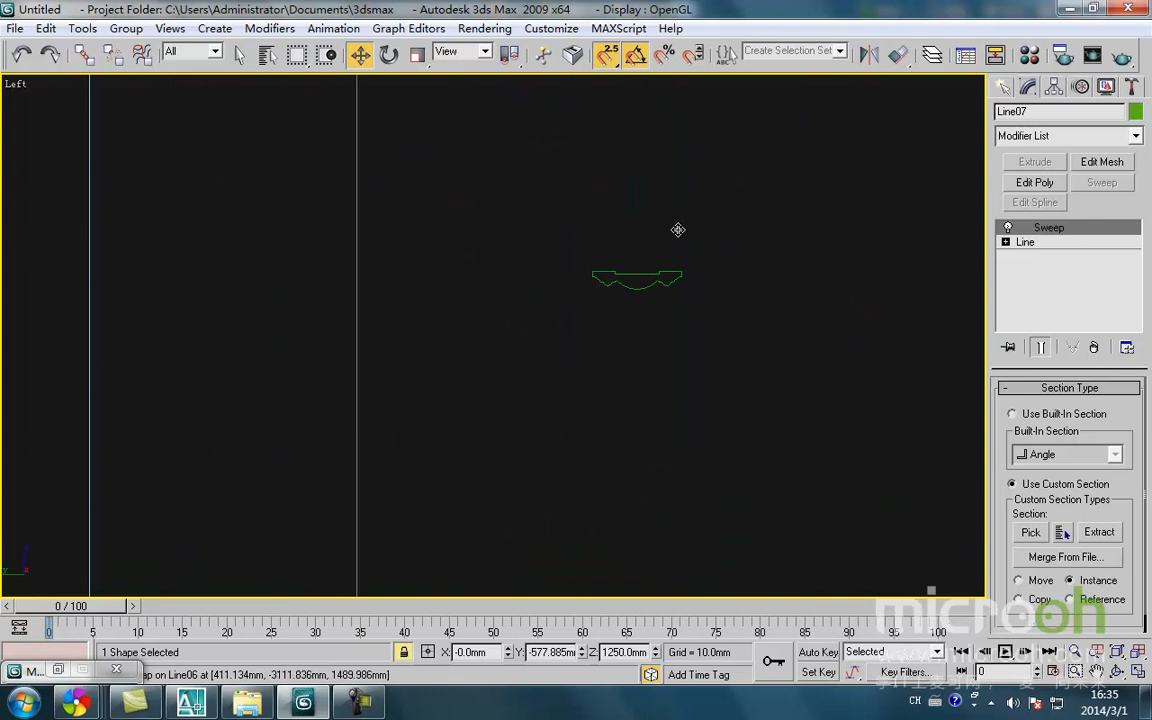 Untitled - Project Folder: C:\Users\Administrator\Documents\3dsmax - Autodesk 3ds Max 2009 x64 - Display : OpenGL
File Edit Tools Group Views Create Modifiers Animation Graph Editors Rendering Customize MAXScript Help
All View 2.5 Create Selection Set
Left
Line07
Modifier List
Extrude Edit Mesh
Edit Poly Sweep
Edit Spline
Sweep
Line
Section Type
Use Built-In Section
Built-In Section
Angle
Use Custom Section
Custom Section Types
Section:
Pick Extract
Merge From File...
Move Instance
Copy Reference
microoh
0 / 100
0 5 10 15 20 25 30 35 40 45 50 55 60 65 70 75 80 85 90 95 100
1 Shape Selected X: -0.0mm Y: -577.885m Z: 1250.0mm Grid = 10.0mm Auto Key Selected
M... ap on Line06 at [411.134mm, -3111.836mm, 1489.986mm] Add Time Tag Set Key Key Filters... 0
CH 16:35
2014/3/1